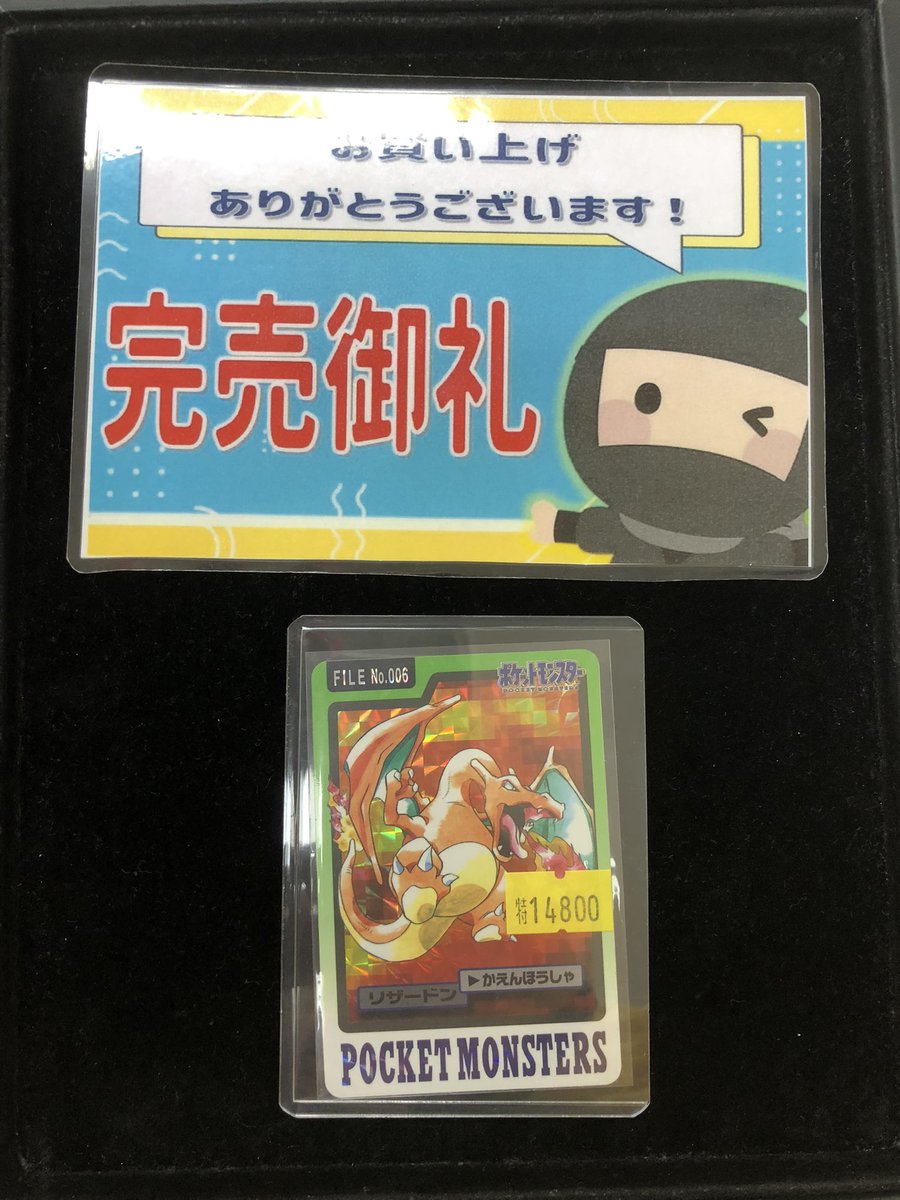 お買い上げ
ありがとうございます!
完売御礼
FILE No.006
ポケットモンスター
POCKET MONSTERS
特付14800
▶かえんほうしゃ
リザードン
POCKET MONSTERS